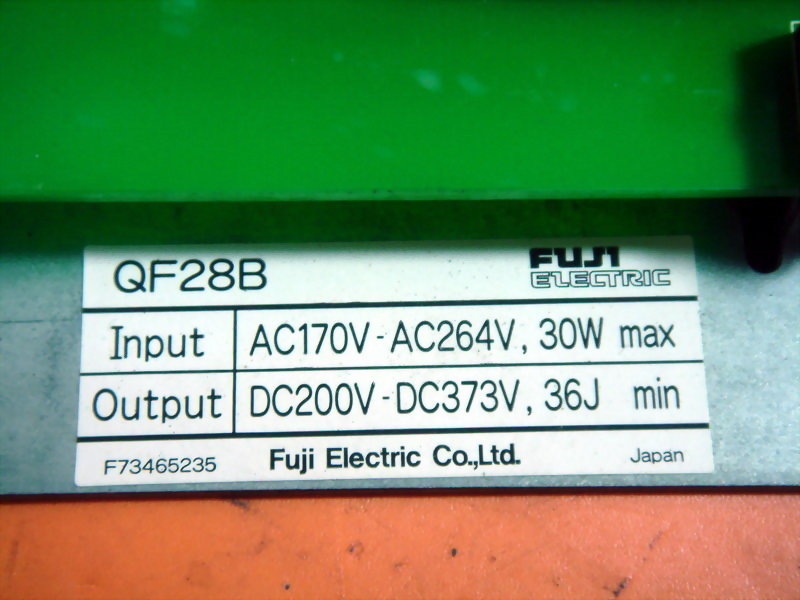 QF28B
FUJI
ELECTRIC
Input AC170V-AC264V, 30W max
Output DC200V-DC373V, 36J min
F73465235 Fuji Electric Co.,Ltd. Japan